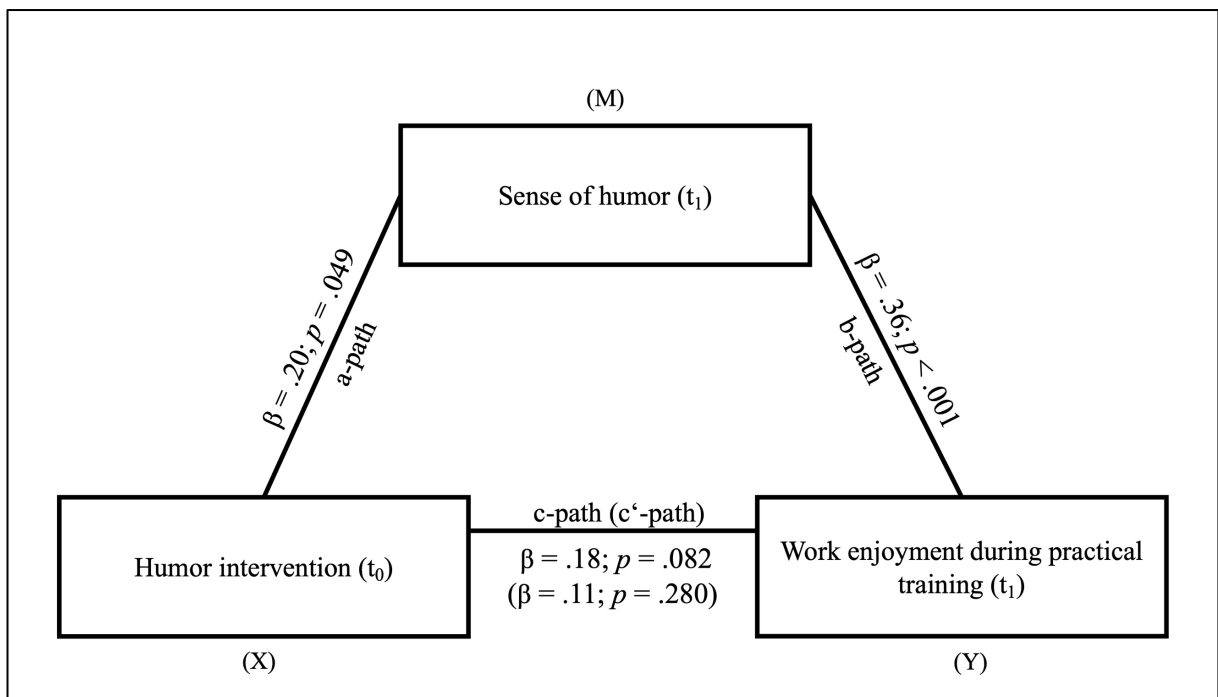 (M)
Sense of humor (t₁)
β = .20; p = .049
a-path
β = .36; p < .001
b-path
Humor intervention (t₀)
c-path (c‘-path)
β = .18; p = .082
(β = .11; p = .280)
Work enjoyment during practical
training (t₁)
(X)
(Y)